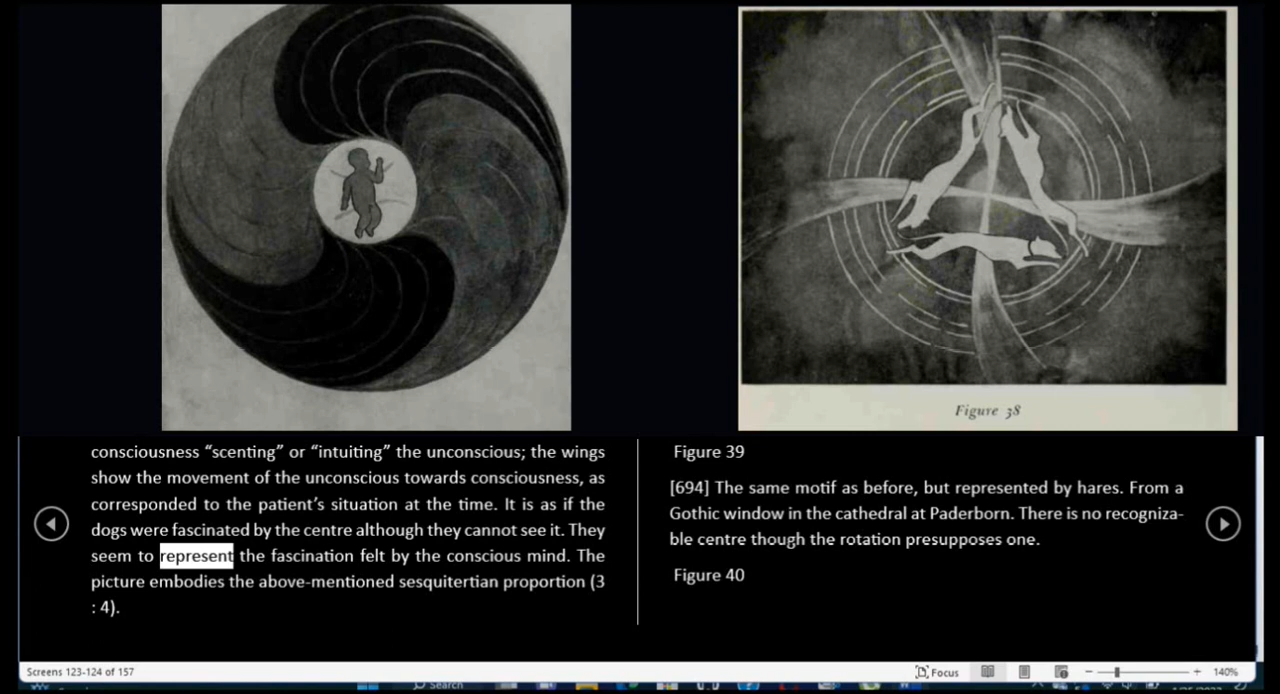 Figure 38
consciousness “scenting” or “intuiting” the unconscious; the wings
show the movement of the unconscious towards consciousness, as
corresponded to the patient’s situation at the time. It is as if the
dogs were fascinated by the centre although they cannot see it. They
seem to represent the fascination felt by the conscious mind. The
picture embodies the above-mentioned sesquitertian proportion (3
: 4).
Figure 39
[694] The same motif as before, but represented by hares. From a
Gothic window in the cathedral at Paderborn. There is no recogniza-
ble centre though the rotation presupposes one.
Figure 40
Screens 123-124 of 157
Focus
140%
Search